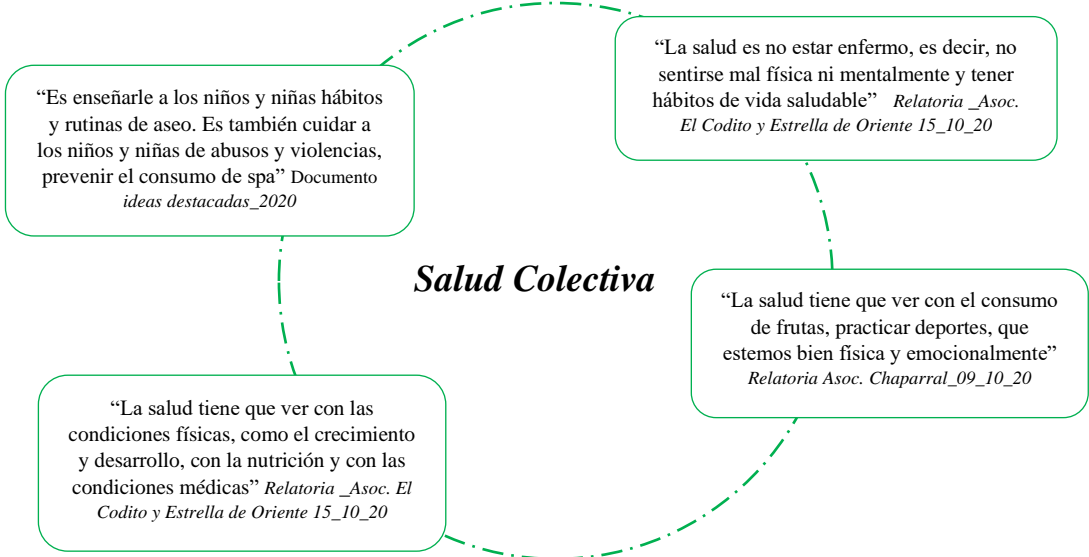 “La salud es no estar enfermo, es decir, no
sentirse mal física ni mentalmente y tener
hábitos de vida saludable” Relatoria _Asoc.
El Codito y Estrella de Oriente 15_10_20
“Es enseñarle a los niños y niñas hábitos
y rutinas de aseo. Es también cuidar a
los niños y niñas de abusos y violencias,
prevenir el consumo de spa” Documento
ideas destacadas_2020
Salud Colectiva
“La salud tiene que ver con el consumo
de frutas, practicar deportes, que
estemos bien física y emocionalmente”
Relatoria Asoc. Chaparral_09_10_20
“La salud tiene que ver con las
condiciones físicas, como el crecimiento
y desarrollo, con la nutrición y con las
condiciones médicas” Relatoria _Asoc. El
Codito y Estrella de Oriente 15_10_20